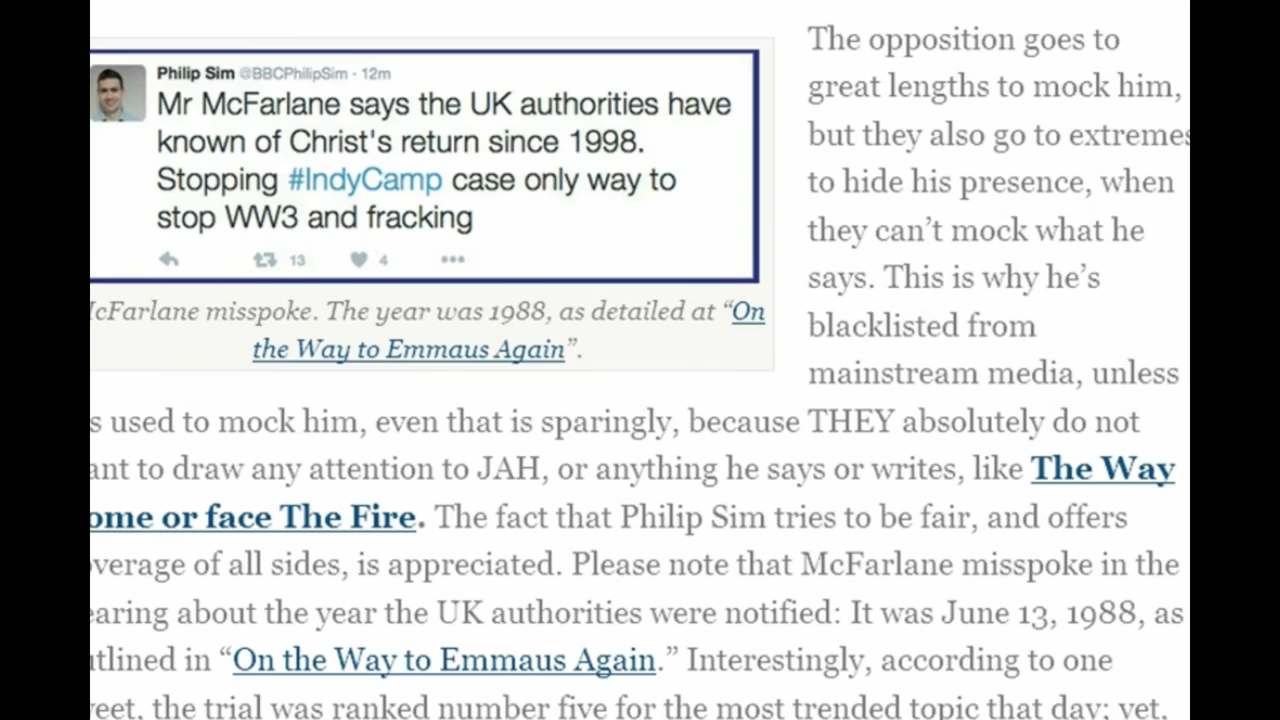 Philip Sim @BBCPhilipSim · 12m
Mr McFarlane says the UK authorities have
known of Christ's return since 1998.
Stopping #IndyCamp case only way to
stop WW3 and fracking
13 4
cFarlane misspoke. The year was 1988, as detailed at “On
the Way to Emmaus Again”.
The opposition goes to
great lengths to mock him,
but they also go to extremes
to hide his presence, when
they can’t mock what he
says. This is why he’s
blacklisted from
mainstream media, unless
s used to mock him, even that is sparingly, because THEY absolutely do not
ant to draw any attention to JAH, or anything he says or writes, like The Way
ome or face The Fire. The fact that Philip Sim tries to be fair, and offers
overage of all sides, is appreciated. Please note that McFarlane misspoke in the
earing about the year the UK authorities were notified: It was June 13, 1988, as
utlined in “On the Way to Emmaus Again.” Interestingly, according to one
weet, the trial was ranked number five for the most trended topic that day; yet,